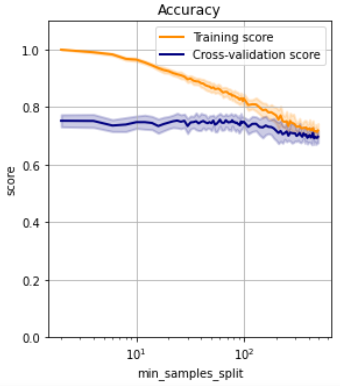 Accuracy
Training score
Cross-validation score
1.0
0.8
0.6
0.4
0.2
0.0
score
10¹
10²
min_samples_split